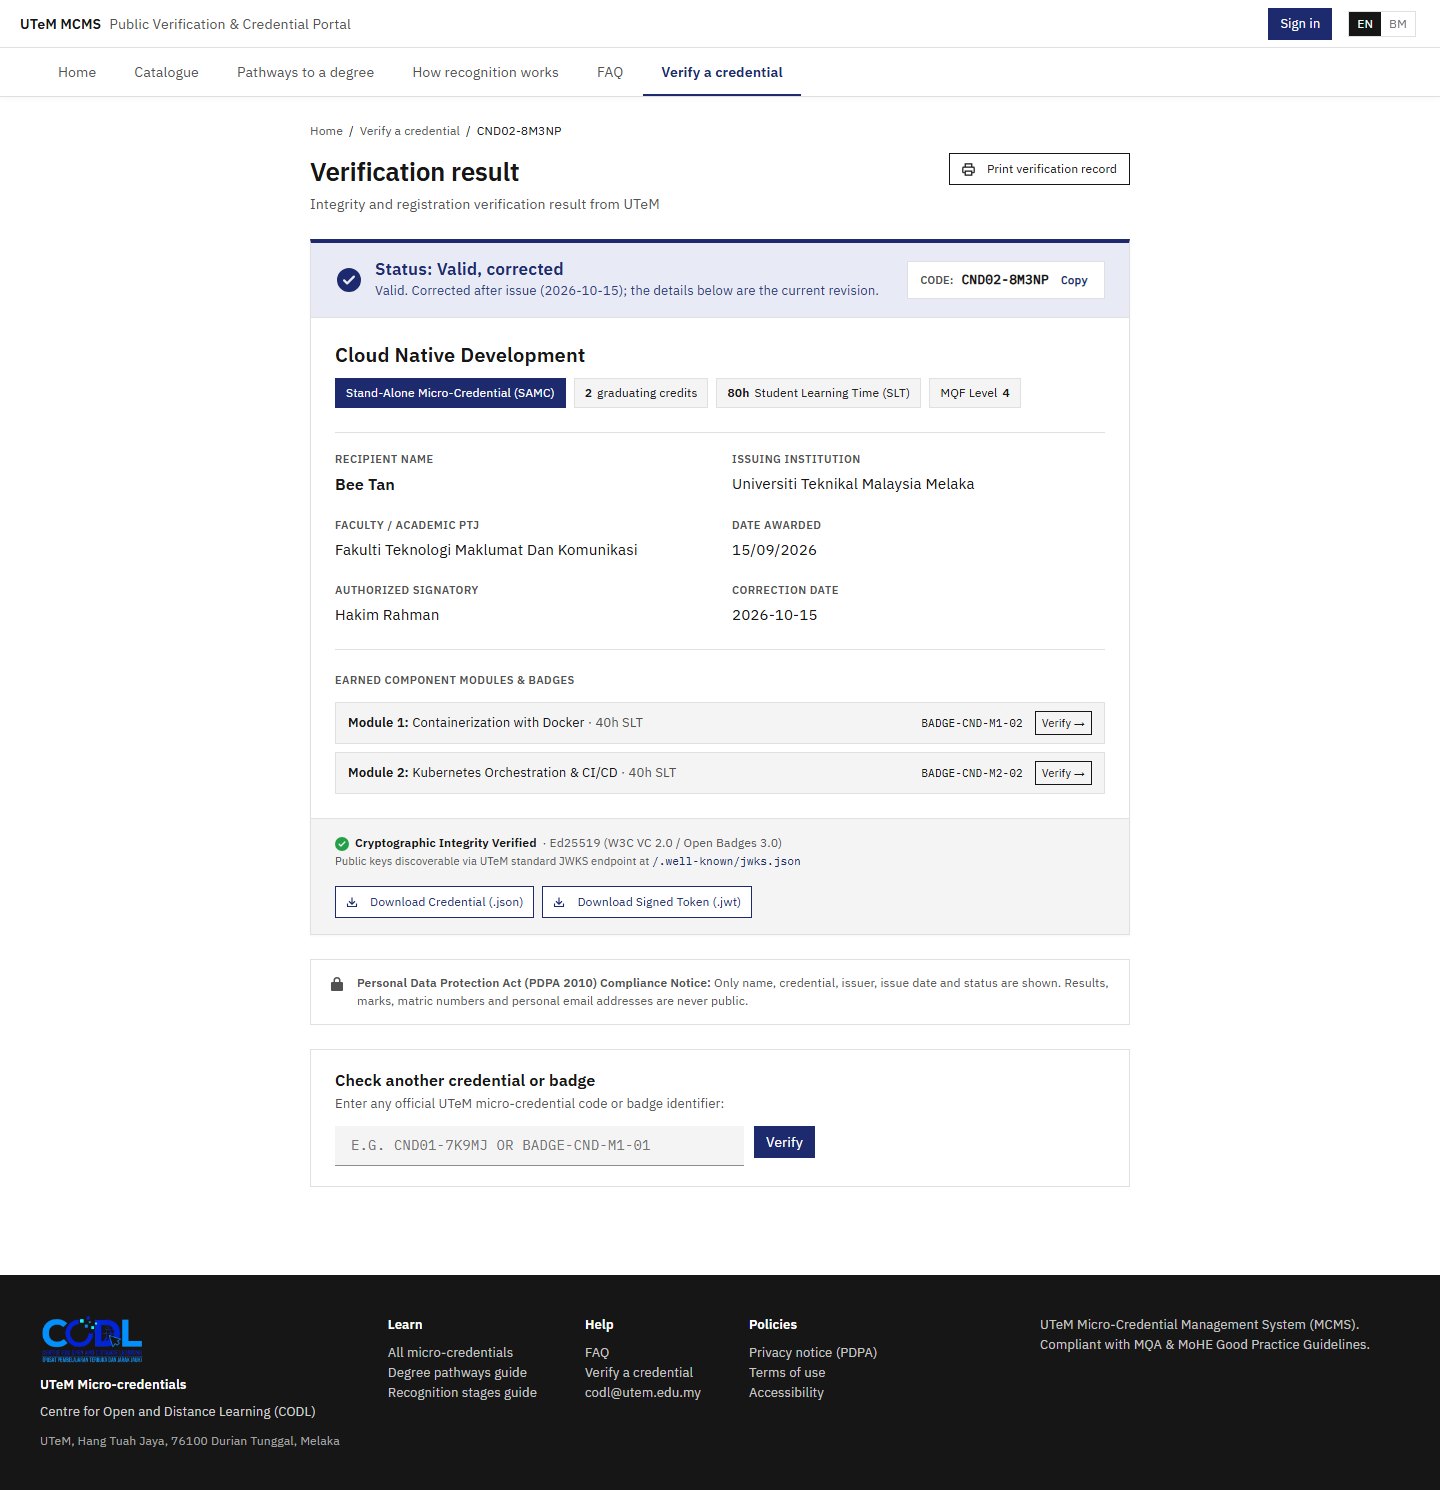 UTeM MCMS Public Verification & Credential Portal
Sign in
EN BM
Home Catalogue Pathways to a degree How recognition works FAQ Verify a credential
Home / Verify a credential / CND02-8M3NP
Verification result
Print verification record
Integrity and registration verification result from UTeM
Status: Valid, corrected
Valid. Corrected after issue (2026-10-15); the details below are the current revision.
CODE: CND02-8M3NP Copy
Cloud Native Development
Stand-Alone Micro-Credential (SAMC)
2 graduating credits
80h Student Learning Time (SLT)
MQF Level 4
RECIPIENT NAME
Bee Tan
ISSUING INSTITUTION
Universiti Teknikal Malaysia Melaka
FACULTY / ACADEMIC PTJ
Fakulti Teknologi Maklumat Dan Komunikasi
DATE AWARDED
15/09/2026
AUTHORIZED SIGNATORY
Hakim Rahman
CORRECTION DATE
2026-10-15
EARNED COMPONENT MODULES & BADGES
Module 1: Containerization with Docker · 40h SLT BADGE-CND-M1-02 Verify →
Module 2: Kubernetes Orchestration & CI/CD · 40h SLT BADGE-CND-M2-02 Verify →
Cryptographic Integrity Verified · Ed25519 (W3C VC 2.0 / Open Badges 3.0)
Public keys discoverable via UTeM standard JWKS endpoint at /.well-known/jwks.json
Download Credential (.json)
Download Signed Token (.jwt)
Personal Data Protection Act (PDPA 2010) Compliance Notice: Only name, credential, issuer, issue date and status are shown. Results,
marks, matric numbers and personal email addresses are never public.
Check another credential or badge
Enter any official UTeM micro-credential code or badge identifier:
E.G. CND01-7K9MJ OR BADGE-CND-M1-01
Verify
CODL
UTeM Micro-credentials
Centre for Open and Distance Learning (CODL)
UTeM, Hang Tuah Jaya, 76100 Durian Tunggal, Melaka
Learn
All micro-credentials
Degree pathways guide
Recognition stages guide
Help
FAQ
Verify a credential
codl@utem.edu.my
Policies
Privacy notice (PDPA)
Terms of use
Accessibility
UTeM Micro-Credential Management System (MCMS).
Compliant with MQA & MoHE Good Practice Guidelines.